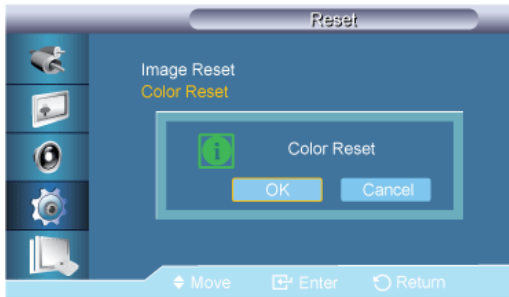 Reset
Image Reset
Color Reset
Color Reset
OK Cancel
Move Enter Return